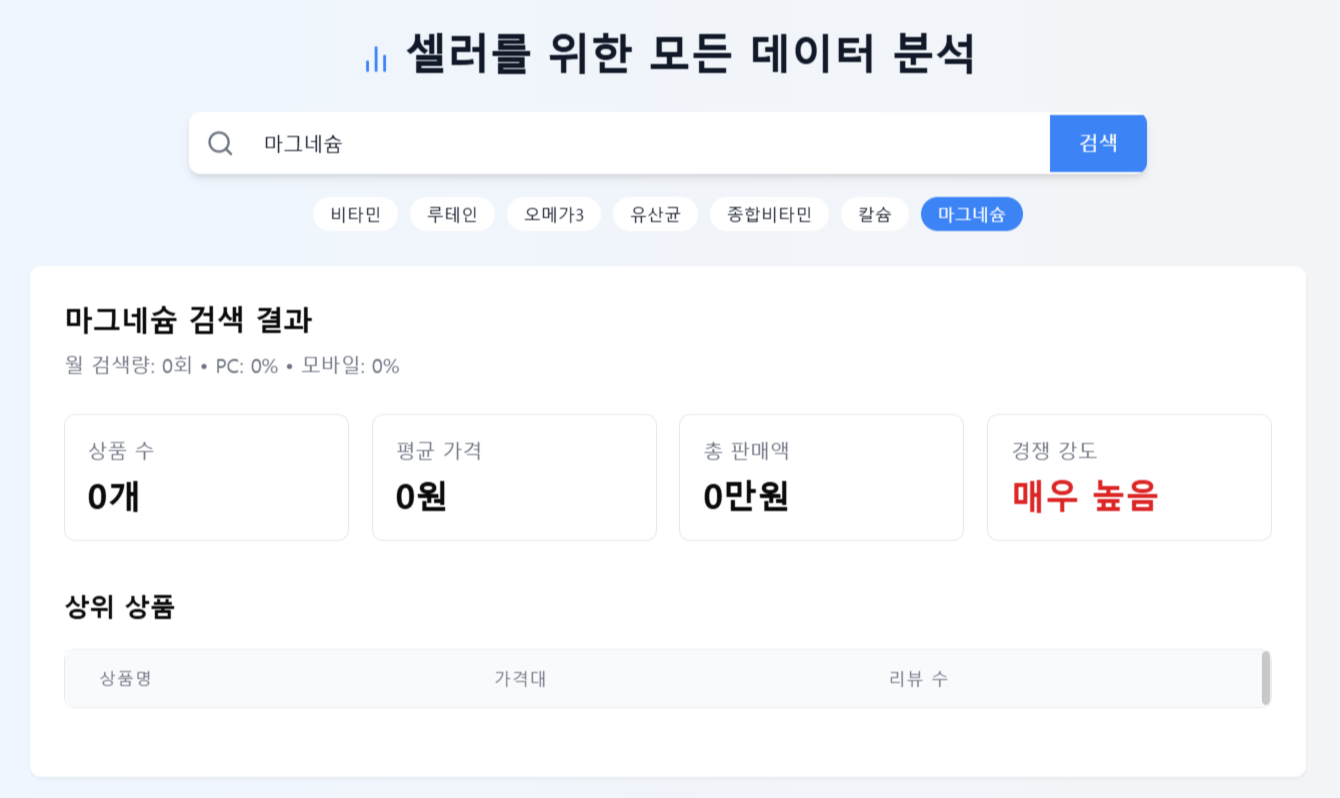 셀러를 위한 모든 데이터 분석
마그네슘 검색
비타민 루테인 오메가3 유산균 종합비타민 칼슘 마그네슘
마그네슘 검색 결과
월 검색량: 0회 • PC: 0% • 모바일: 0%
상품 수 평균 가격 총 판매액 경쟁 강도
0개 0원 0만원 매우 높음
상위 상품
상품명 가격대 리뷰 수